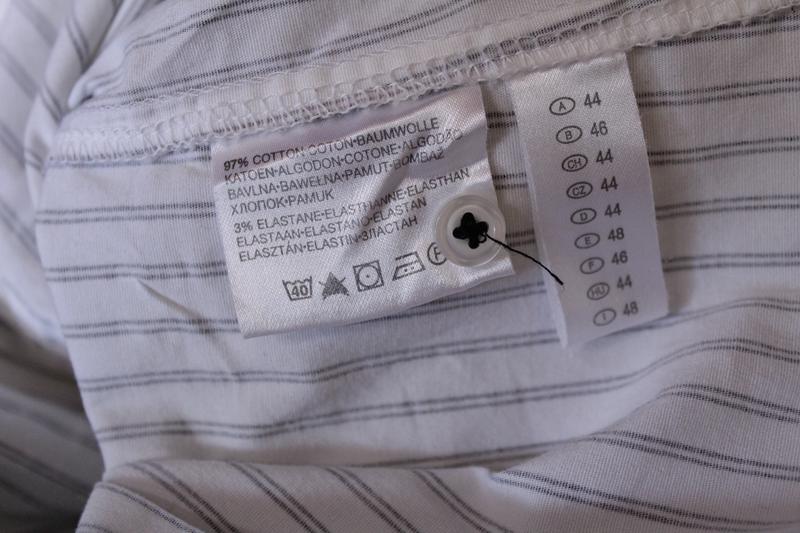 97% COTTON•COTON•BAUMWOLLE
KATOEN•ALGODON•COTONE•ALGODÃO
BAVLNA•BAWEŁNA•PAMUT•BOMBAŽ
ХЛОПОК•PAMUK
3% ELASTANE•ELASTHANNE•ELASTHAN
ELASTAAN•ELASTANO•ELASTAN
ELASZTÁN•ELASTIN•ЭЛАСТАН
40 P
A 44
B 46
CH 44
CZ 44
D 44
E 48
F 46
HU 44
I 48